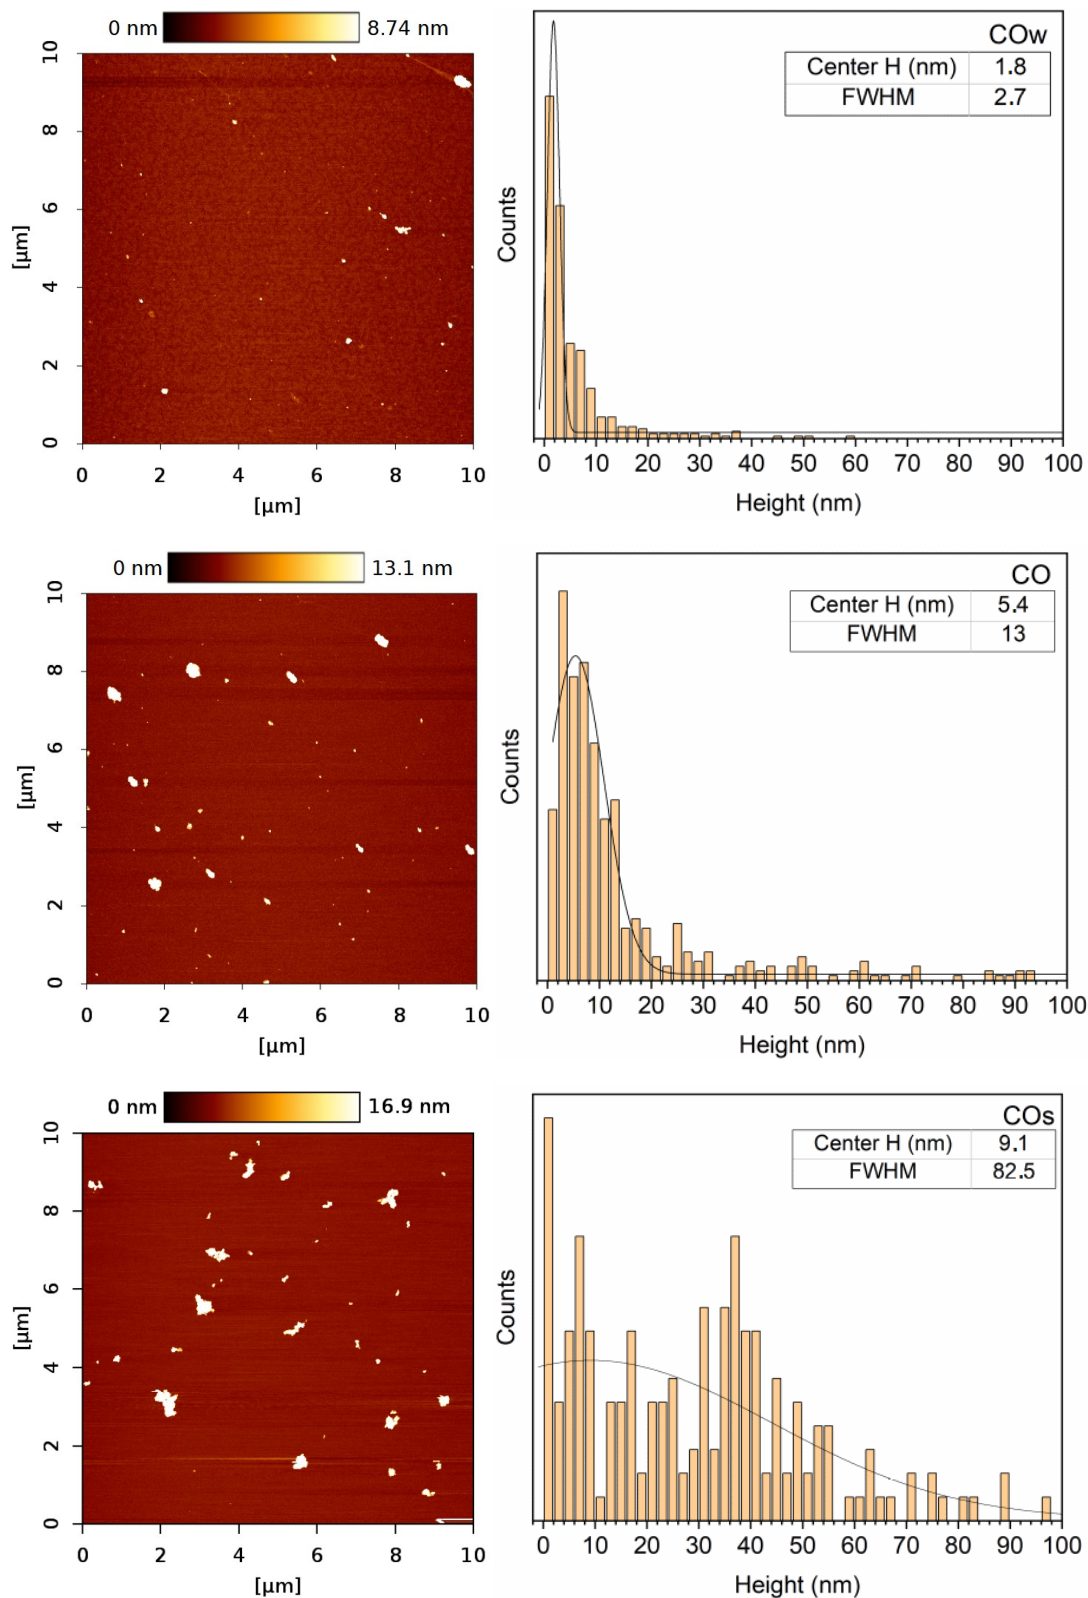 0 nm 8.74 nm
10
8
6
4
2
0
[µm]
0 2 4 6 8 10
[µm]
COw
Center H (nm) 1.8
FWHM 2.7
Counts
0 10 20 30 40 50 60 70 80 90 100
Height (nm)
0 nm 13.1 nm
10
8
6
4
2
0
[µm]
0 2 4 6 8 10
[µm]
CO
Center H (nm) 5.4
FWHM 13
Counts
0 10 20 30 40 50 60 70 80 90 100
Height (nm)
0 nm 16.9 nm
10
8
6
4
2
0
[µm]
0 2 4 6 8 10
[µm]
COs
Center H (nm) 9.1
FWHM 82.5
Counts
0 10 20 30 40 50 60 70 80 90 100
Height (nm)